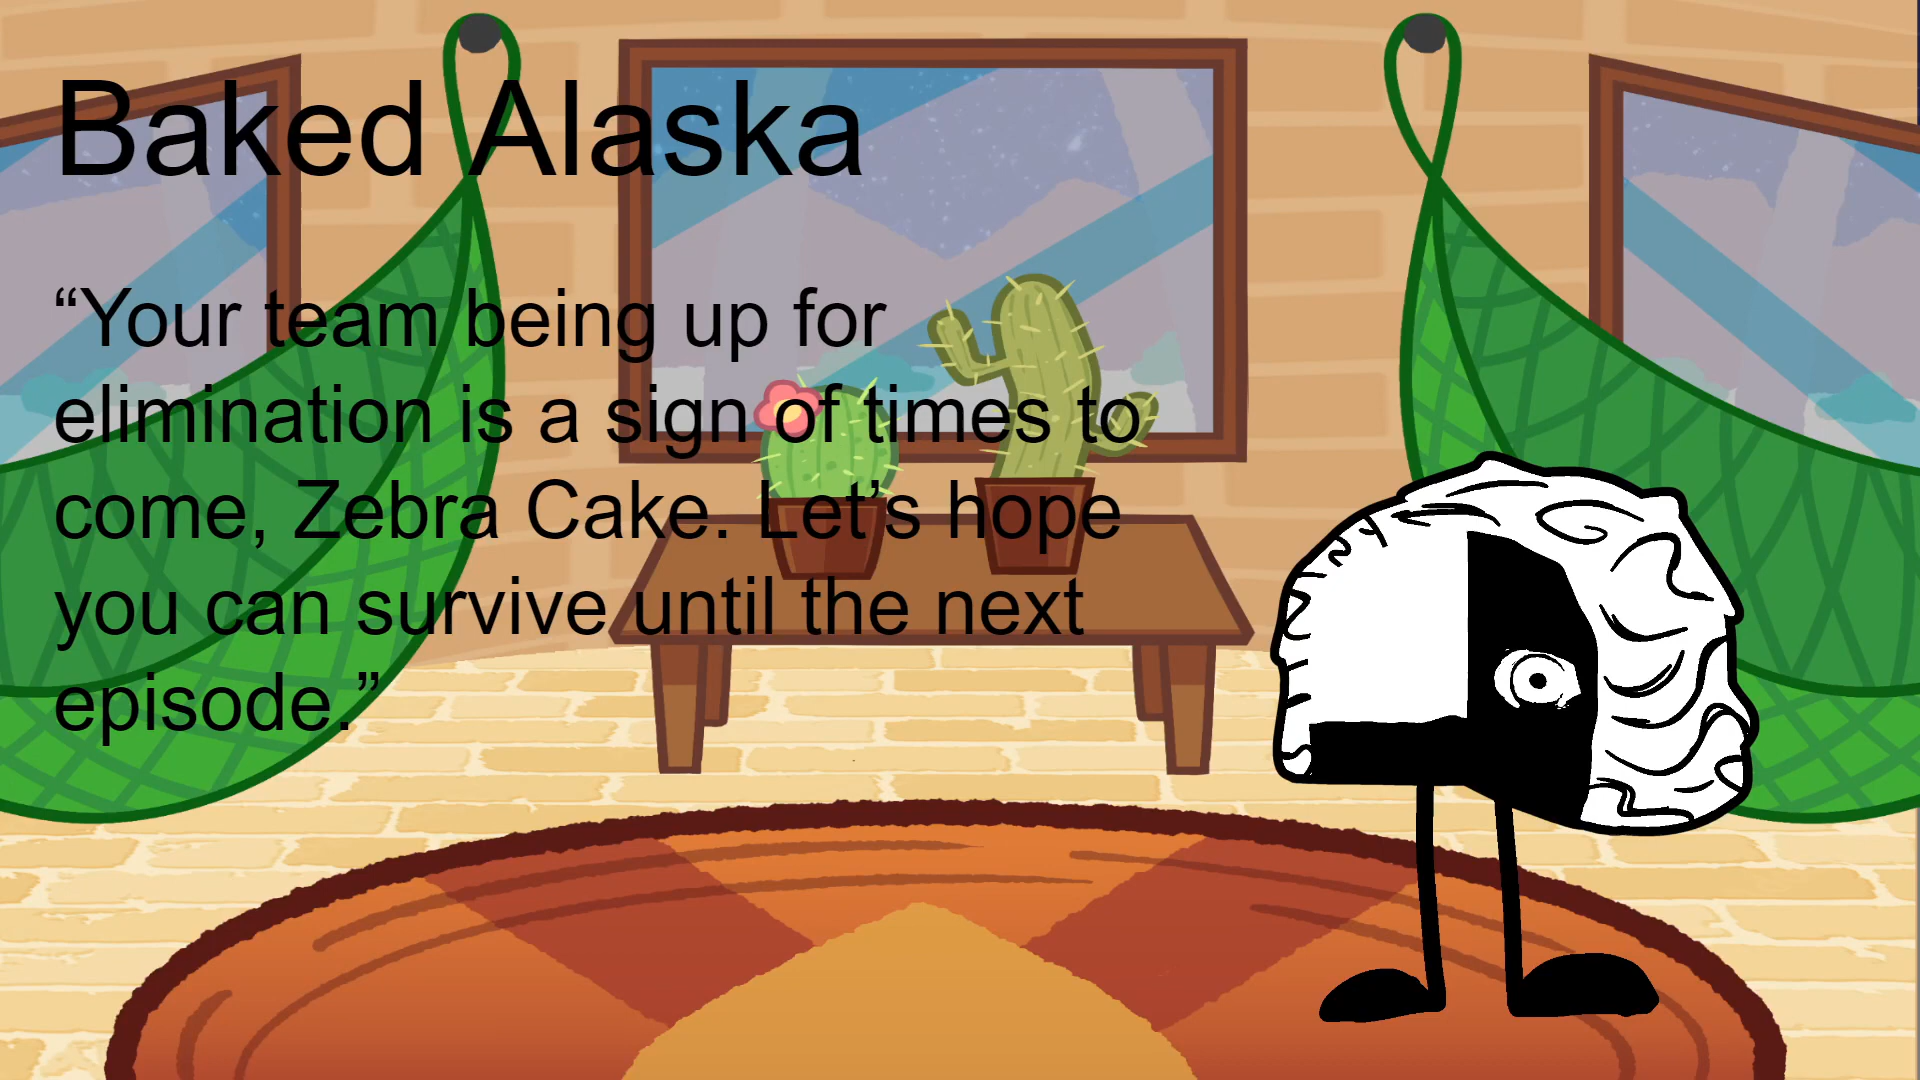 Baked Alaska
“Your team being up for
elimination is a sign of times to
come, Zebra Cake. Let’s hope
you can survive until the next
episode.”